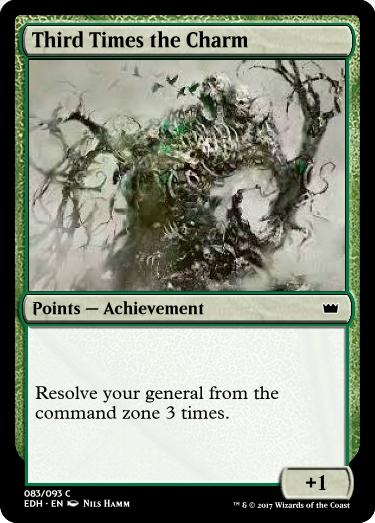 Third Times the Charm
Points — Achievement
Resolve your general from the
command zone 3 times.
+1
083/093 C
EDH • EN Nils Hamm
™ & © 2017 Wizards of the Coast